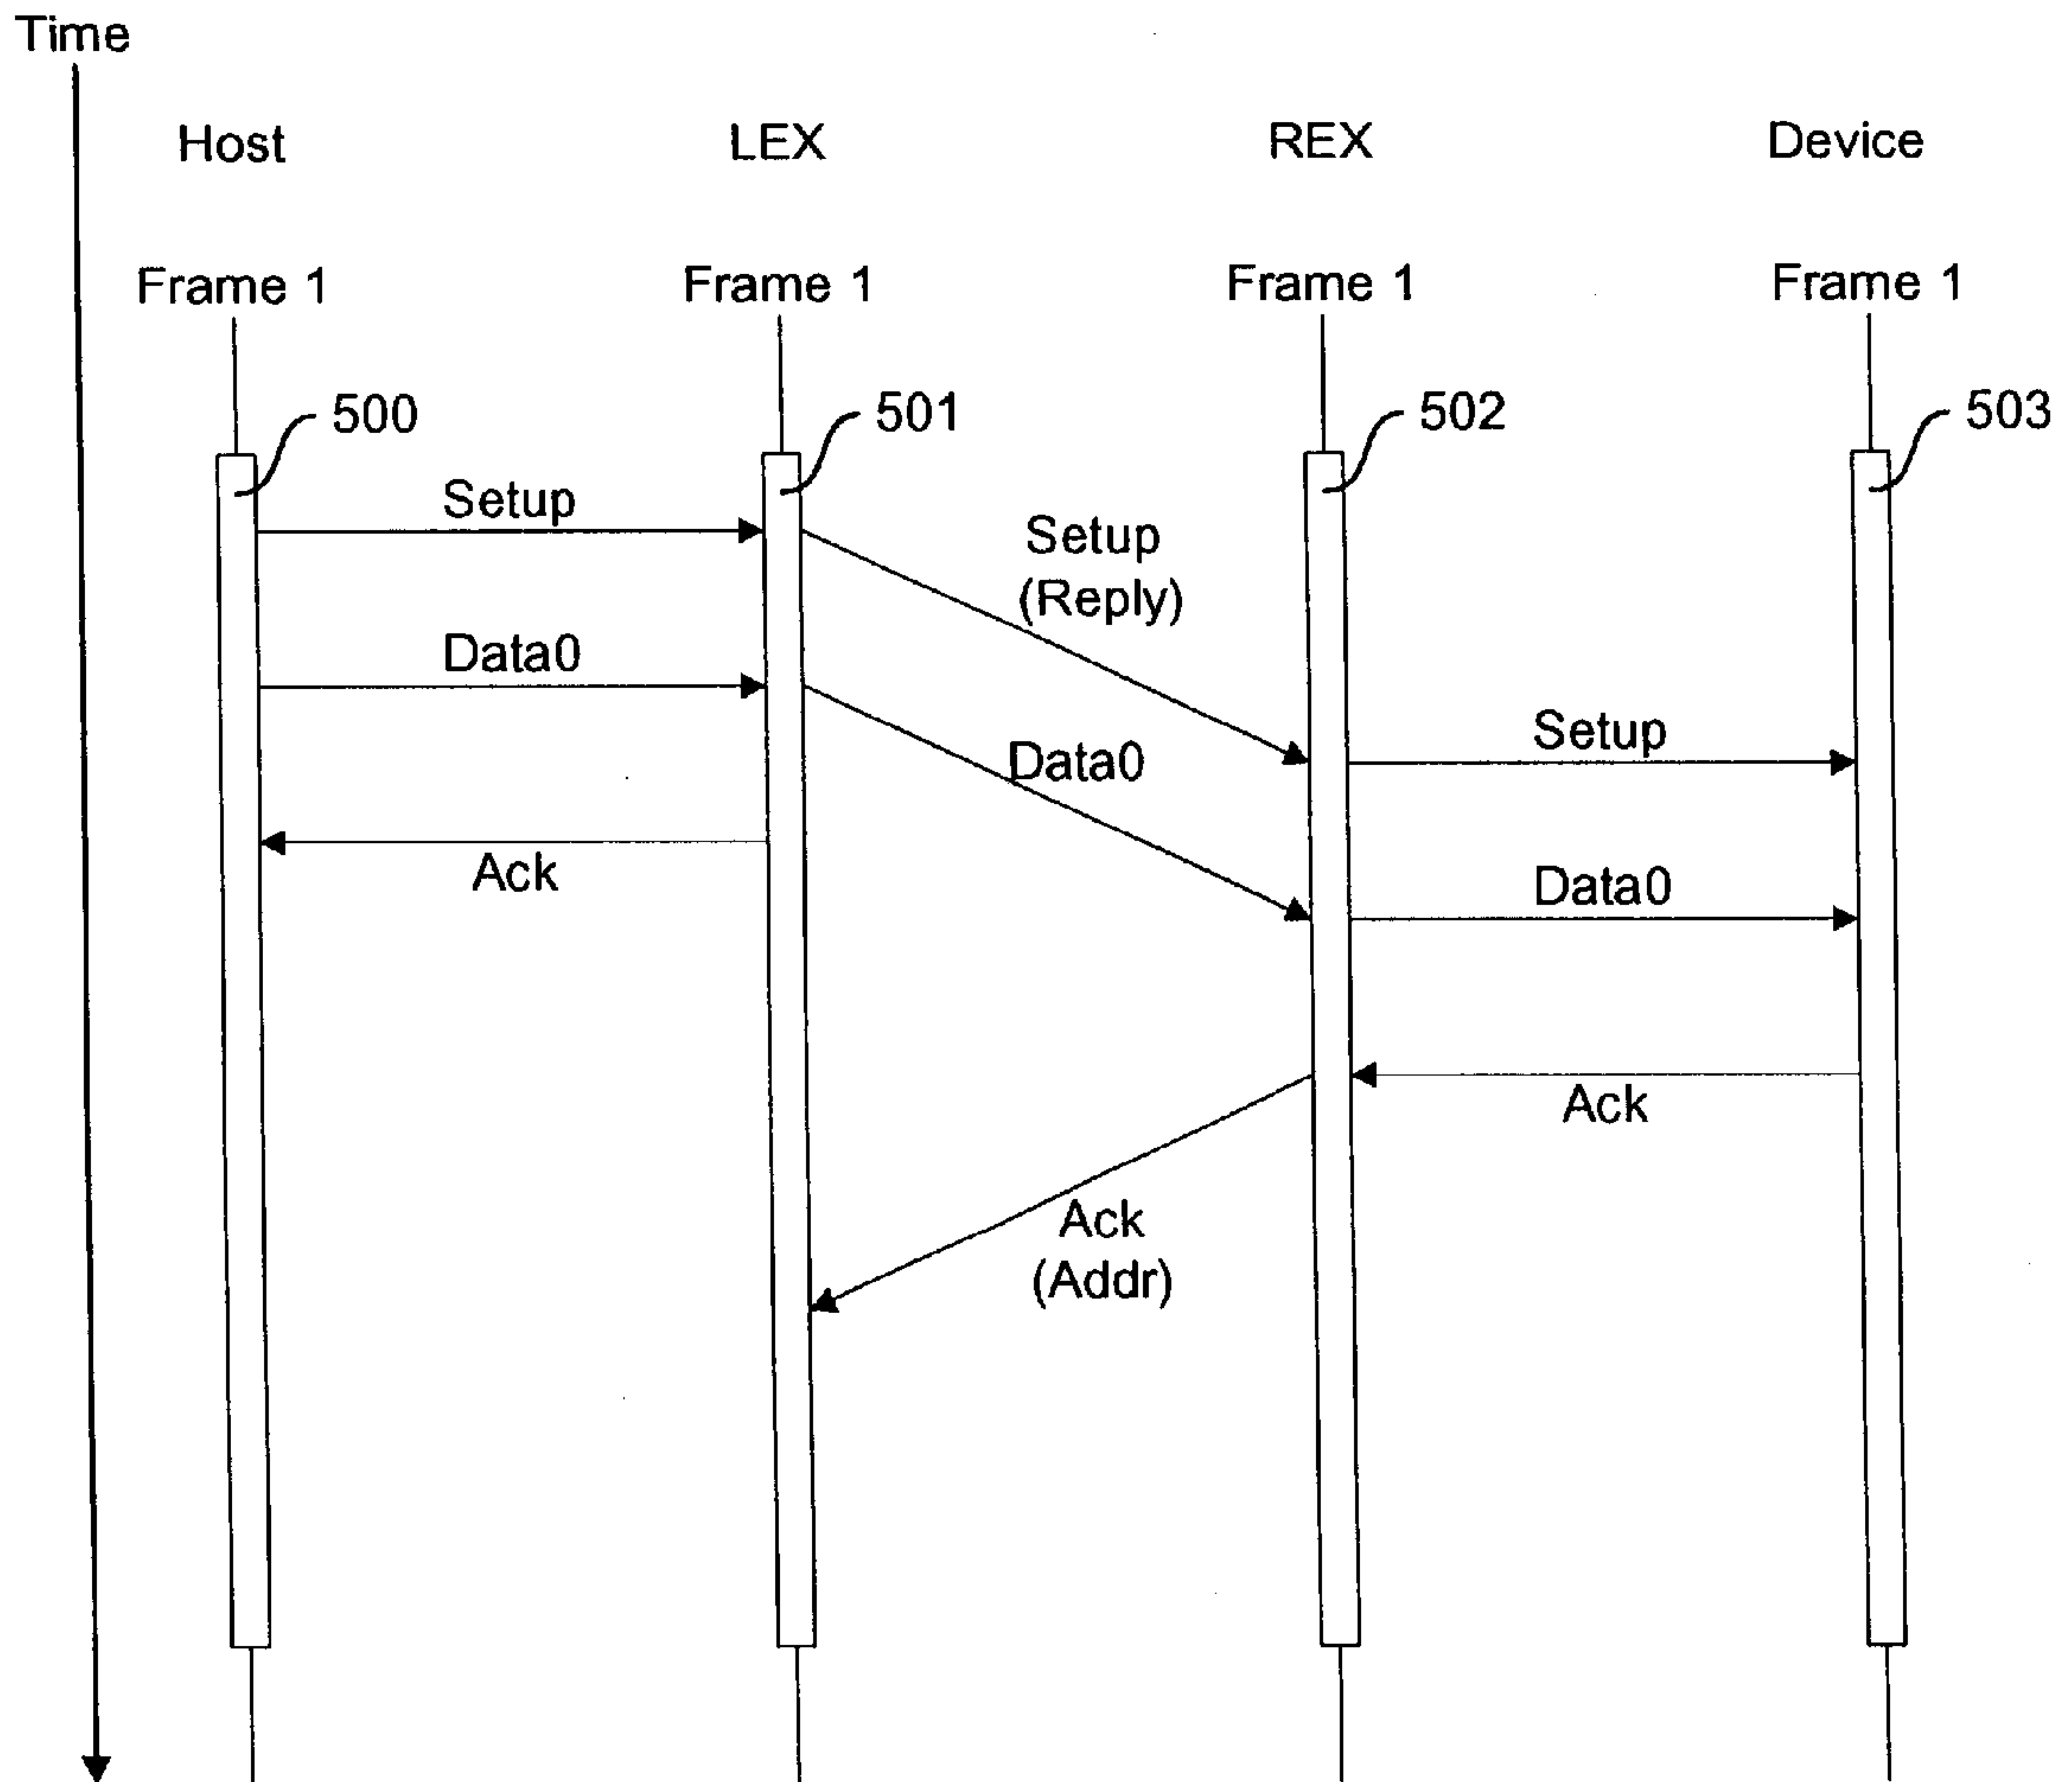 Time
Host LEX REX Device
Frame 1 Frame 1 Frame 1 Frame 1
500 501 502 503
Setup
Setup
(Reply)
Data0
Setup
Data0
Ack
Data0
Ack
Ack
(Addr)